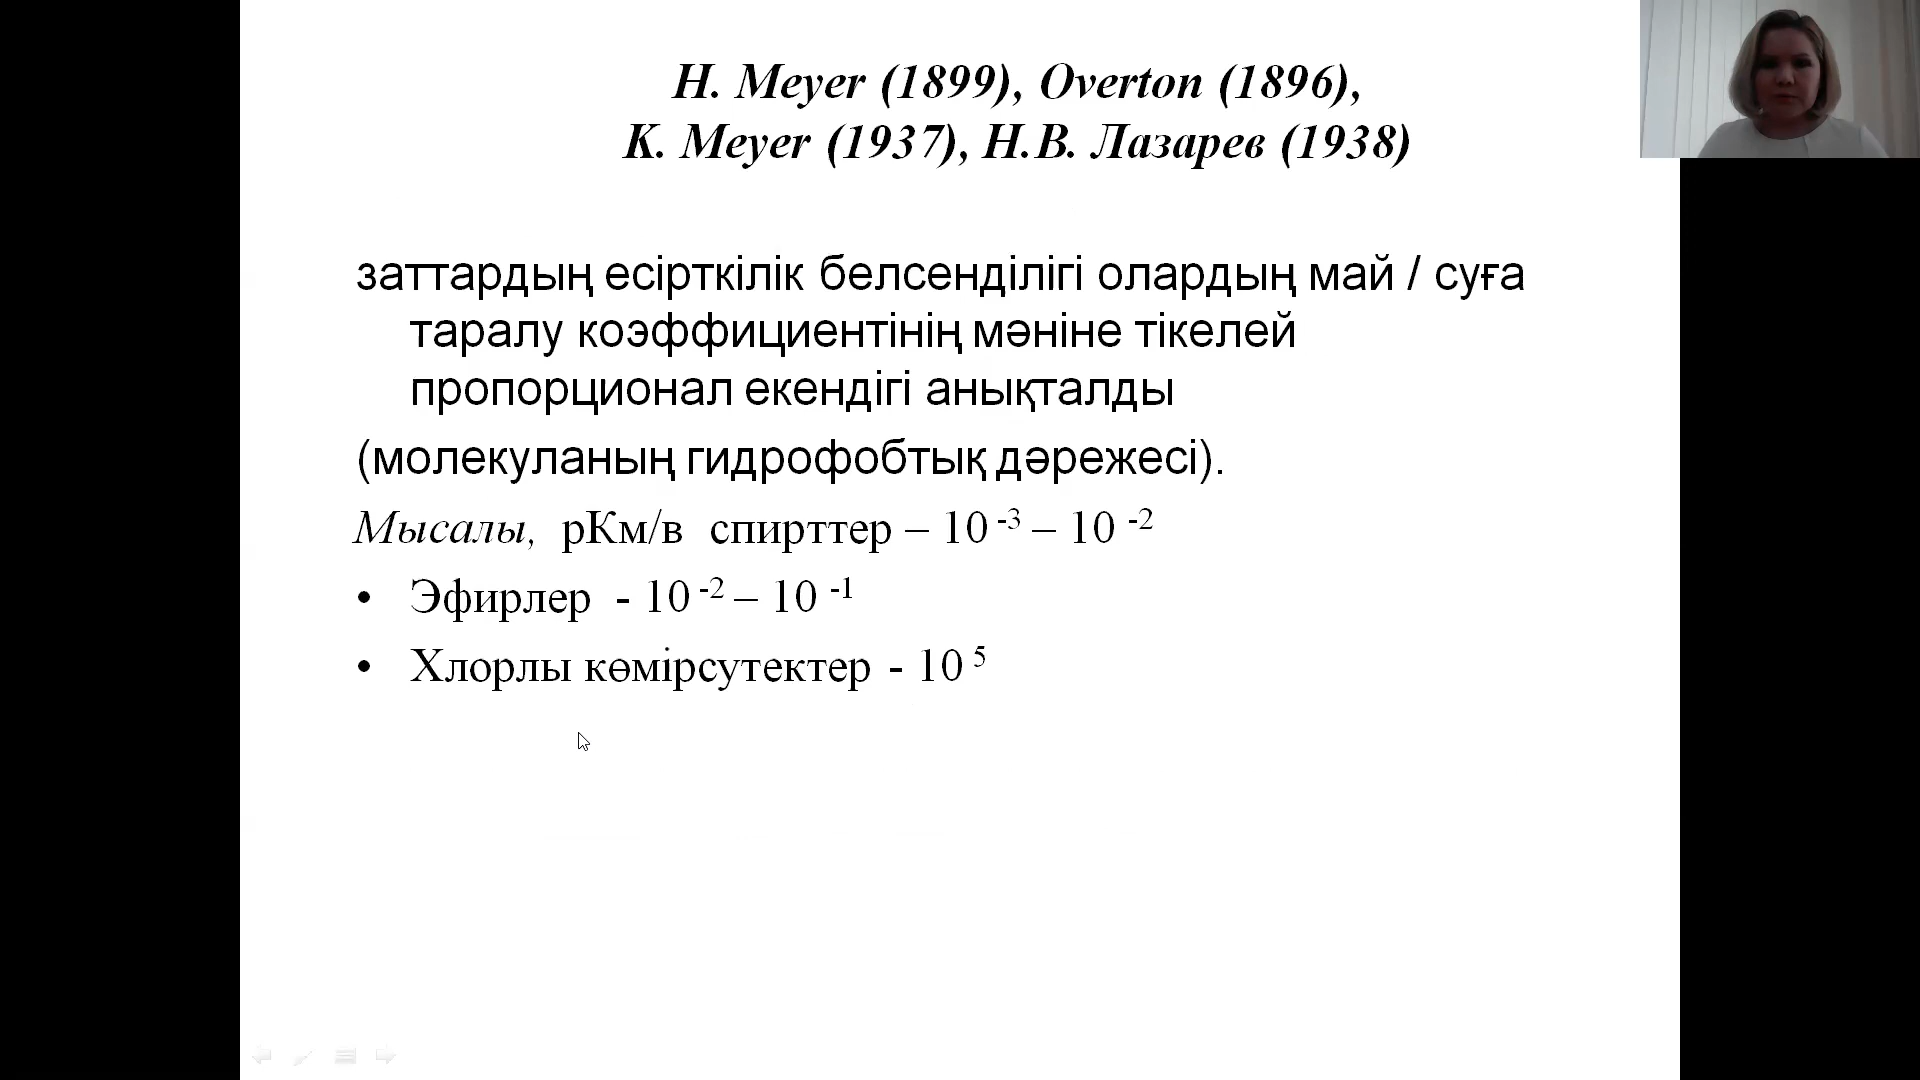 H. Meyer (1899), Overton (1896),
K. Meyer (1937), Н.В. Лазарев (1938)
заттардың есірткілік белсенділігі олардың май / суға
таралу коэффициентінің мәніне тікелей
пропорционал екендігі анықталды
(молекуланың гидрофобтық дәрежесі).
Мысалы, рКм/в спирттер – 10 -3 – 10 -2
• Эфирлер - 10 -2 – 10 -1
• Хлорлы көмірсутектер - 10 5